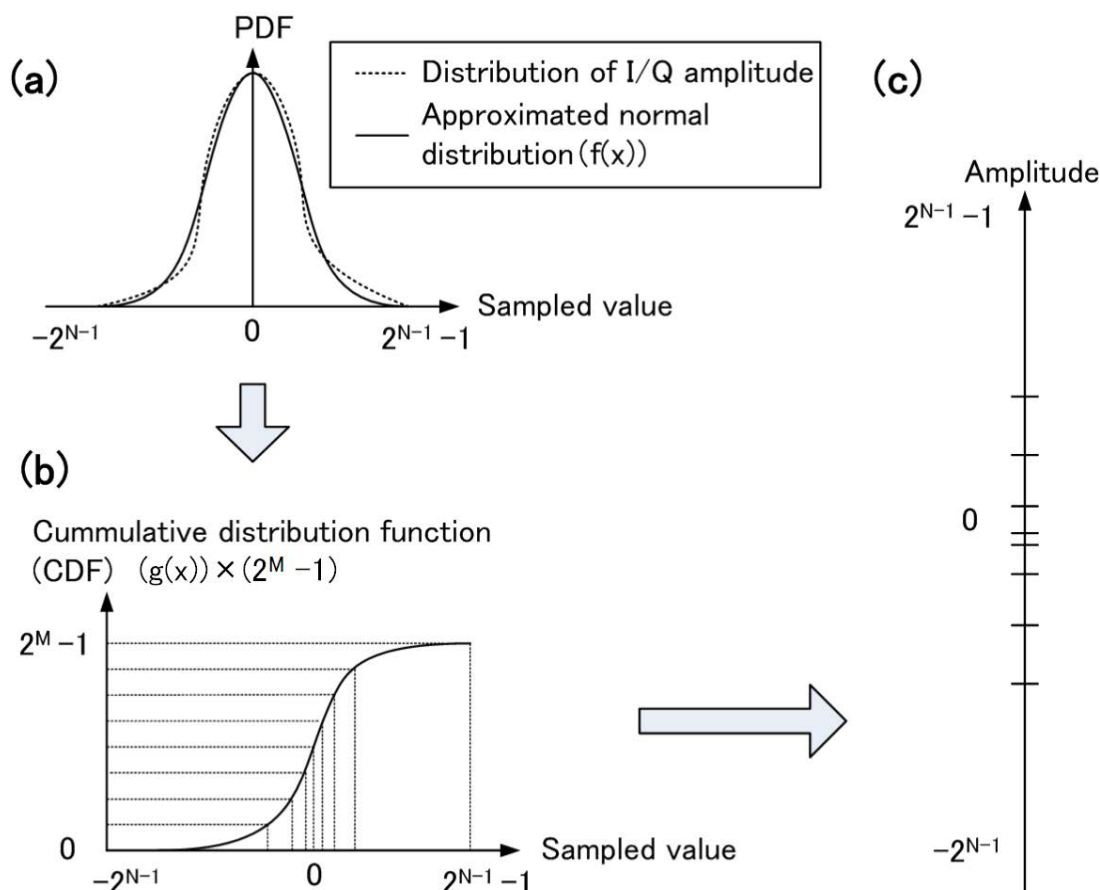 (a)
PDF
Distribution of I/Q amplitude
Approximated normal
distribution(f(x))
Sampled value
-2^{N-1}
0
2^{N-1} -1
(b)
Cummulative distribution function
(CDF) (g(x))×(2^M -1)
2^M -1
0
Sampled value
-2^{N-1}
0
2^{N-1} -1
(c)
Amplitude
2^{N-1} -1
0
-2^{N-1}